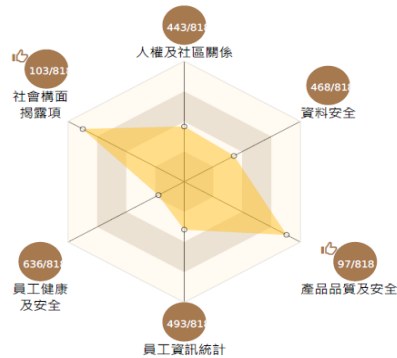 443/818
人權及社區關係
103/818
社會構面
揭露項
468/818
資料安全
636/818
員工健康
及安全
97/818
產品品質及安全
493/818
員工資訊統計